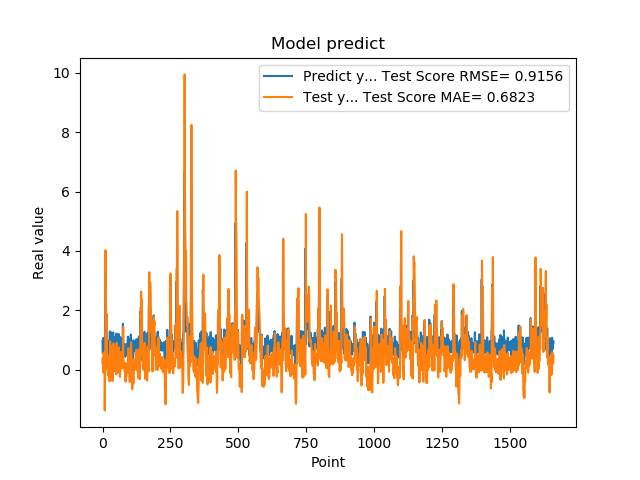 Model predict
Predict y... Test Score RMSE= 0.9156
Test y... Test Score MAE= 0.6823
Real value
10
8
6
4
2
0
0 250 500 750 1000 1250 1500
Point